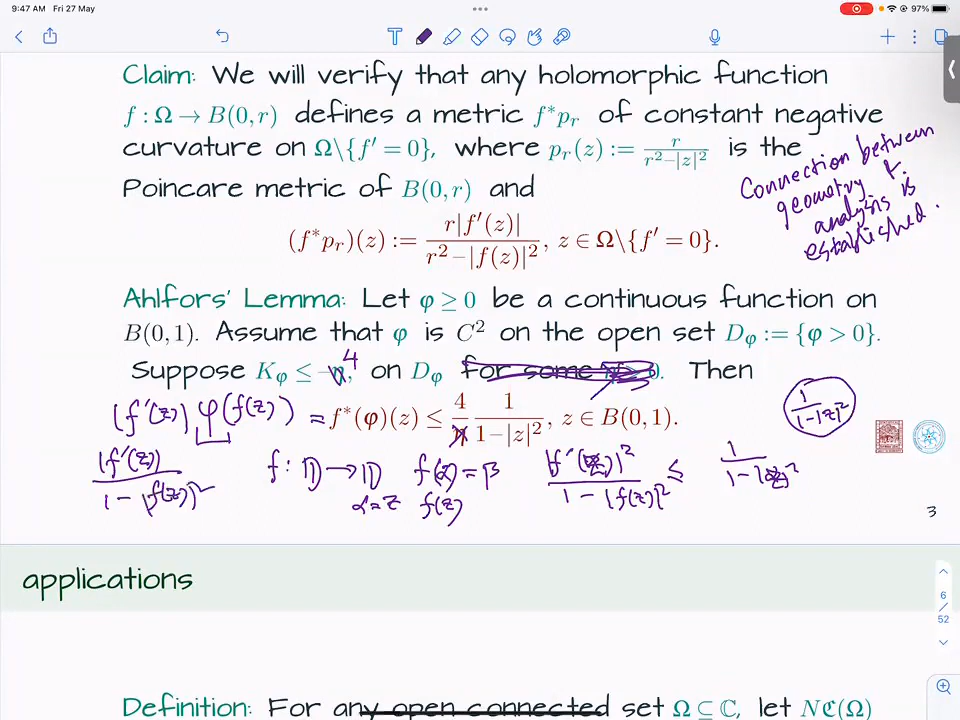 9:47 AM Fri 27 May
97%
Claim: We will verify that any holomorphic function
f : Ω → B(0, r) defines a metric f*p_r of constant negative
curvature on Ω\{f′ = 0}, where p_r(z) := r/(r²−|z|²) is the
Poincare metric of B(0, r) and
Connection between
geometry &
analysis is
established.
(f*p_r)(z) := r|f′(z)|/(r²−|f(z)|²), z ∈ Ω\{f′ = 0}.
Ahlfors' Lemma: Let φ ≥ 0 be a continuous function on
B(0, 1). Assume that φ is C² on the open set D_φ := {φ > 0}.
Suppose K_φ ≤ − 4, on D_φ for some 0. Then
|f′(z)| φ(f(z)) = f*(φ)(z) ≤ 4/ 1/(1−|z|²), z ∈ B(0, 1).
1/(1−|z|²)
|f′(z)|/(1−|f(z)|²) f : D → D f(α) = β |f′(z)|²/(1−|f(z)|²) ≤ 1/(1−|z|²)
α=z f(z)
3
applications
6
/
52
Definition: For any open connected set Ω ⊆ ℂ, let Nℭ(Ω)